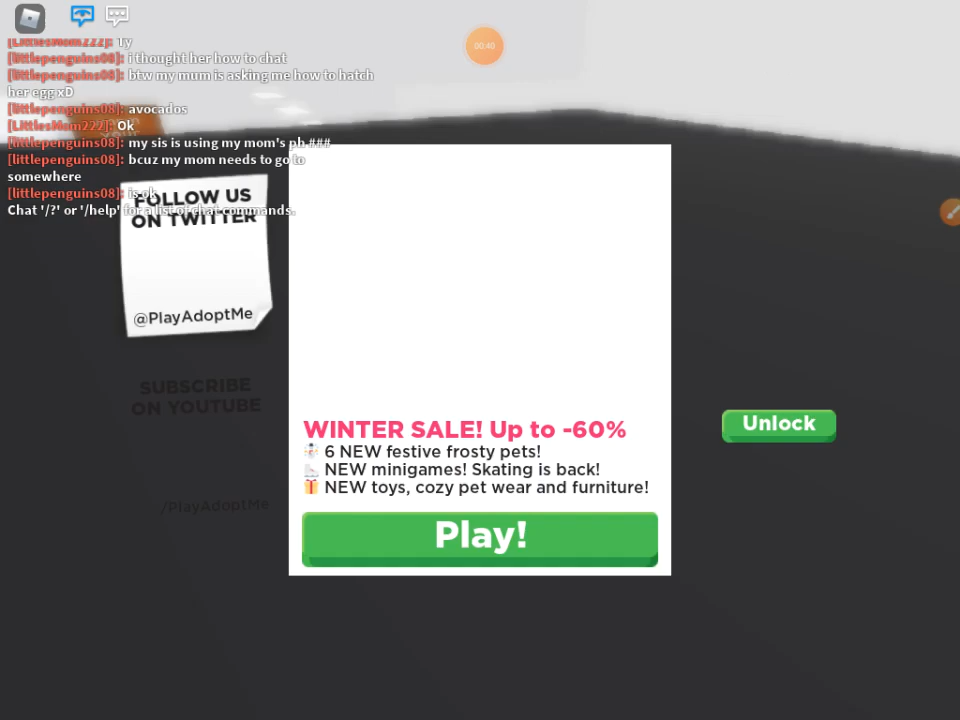 00:40
[LittlesMom222]: Ty
[littlepenguins08]: i thought her how to chat
[littlepenguins08]: btw my mum is asking me how to hatch
her egg xD
[littlepenguins08]: avocados
[LittlesMom222]: Ok
[littlepenguins08]: my sis is using my mom's ph ###
[littlepenguins08]: bcuz my mom needs to go to
somewhere
[littlepenguins08]: is ok
Chat '/?' or '/help' for a list of chat commands.
FOLLOW US
ON TWITTER
@PlayAdoptMe
SUBSCRIBE
ON YOUTUBE
/PlayAdoptMe
WINTER SALE! Up to -60%
6 NEW festive frosty pets!
NEW minigames! Skating is back!
NEW toys, cozy pet wear and furniture!
Play!
Unlock